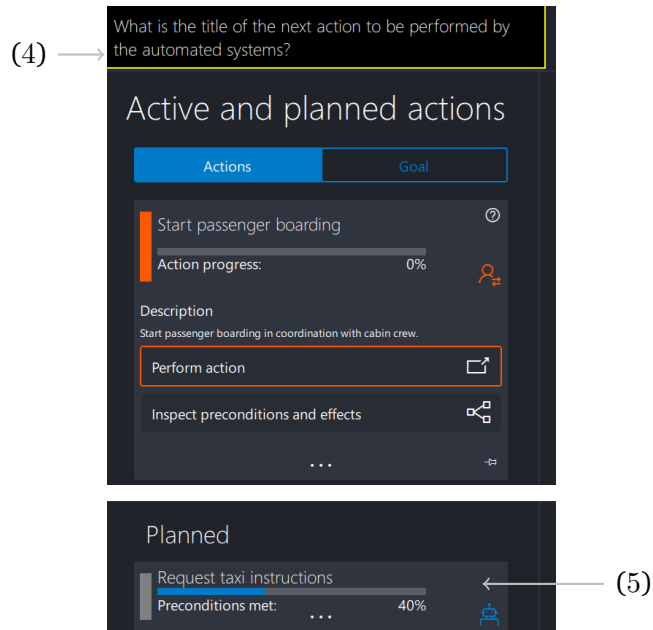 What is the title of the next action to be performed by
the automated systems?
(4)
Active and planned actions
Actions Goal
Start passenger boarding
Action progress: 0%
Description
Start passenger boarding in coordination with cabin crew.
Perform action
Inspect preconditions and effects
...
Planned
Request taxi instructions
(5)
Preconditions met: 40%
...